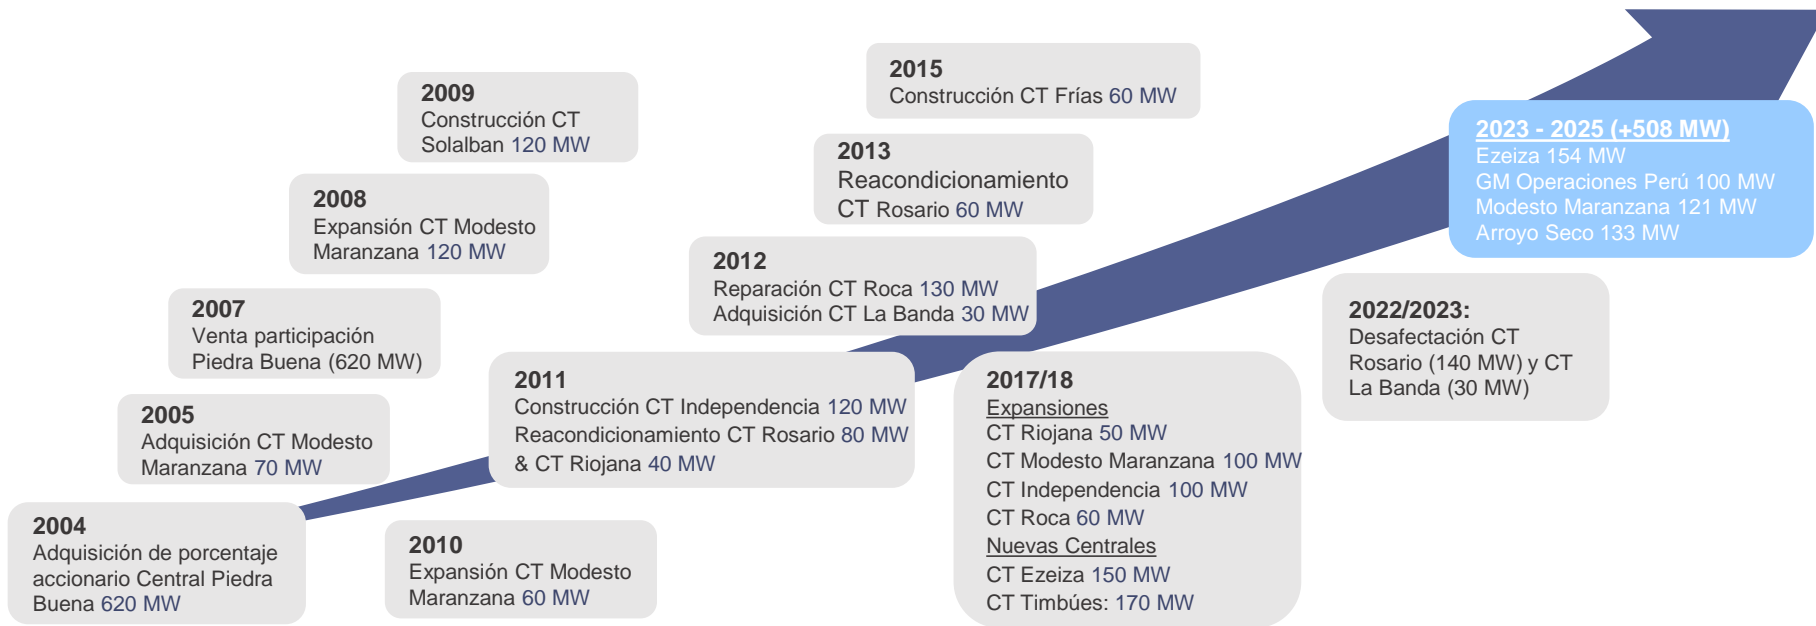 2004
Adquisición de porcentaje
accionario Central Piedra
Buena 620 MW
2005
Adquisición CT Modesto
Maranzana 70 MW
2007
Venta participación
Piedra Buena (620 MW)
2008
Expansión CT Modesto
Maranzana 120 MW
2009
Construcción CT
Solalban 120 MW
2010
Expansión CT Modesto
Maranzana 60 MW
2011
Construcción CT Independencia 120 MW
Reacondicionamiento CT Rosario 80 MW
& CT Riojana 40 MW
2012
Reparación CT Roca 130 MW
Adquisición CT La Banda 30 MW
2013
Reacondicionamiento
CT Rosario 60 MW
2015
Construcción CT Frías 60 MW
2017/18
Expansiones
CT Riojana 50 MW
CT Modesto Maranzana 100 MW
CT Independencia 100 MW
CT Roca 60 MW
Nuevas Centrales
CT Ezeiza 150 MW
CT Timbúes: 170 MW
2022/2023:
Desafectación CT
Rosario (140 MW) y CT
La Banda (30 MW)
2023 - 2025 (+508 MW)
Ezeiza 154 MW
GM Operaciones Perú 100 MW
Modesto Maranzana 121 MW
Arroyo Seco 133 MW